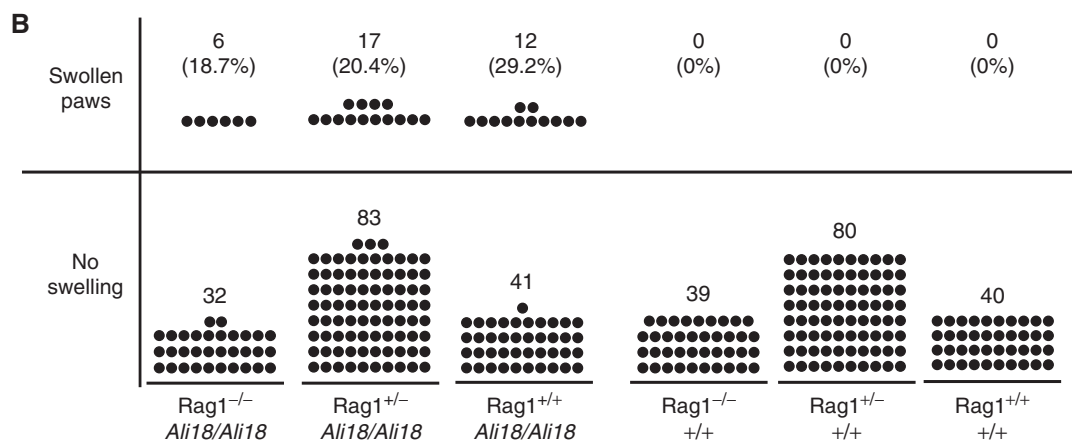 B
6 17 12 0 0 0
(18.7%) (20.4%) (29.2%) (0%) (0%) (0%)
Swollen
paws
83
80
No
swelling
32 41 39 40
Rag1−/− Rag1+/− Rag1+/+ Rag1−/− Rag1+/− Rag1+/+
Ali18/Ali18 Ali18/Ali18 Ali18/Ali18 +/+ +/+ +/+